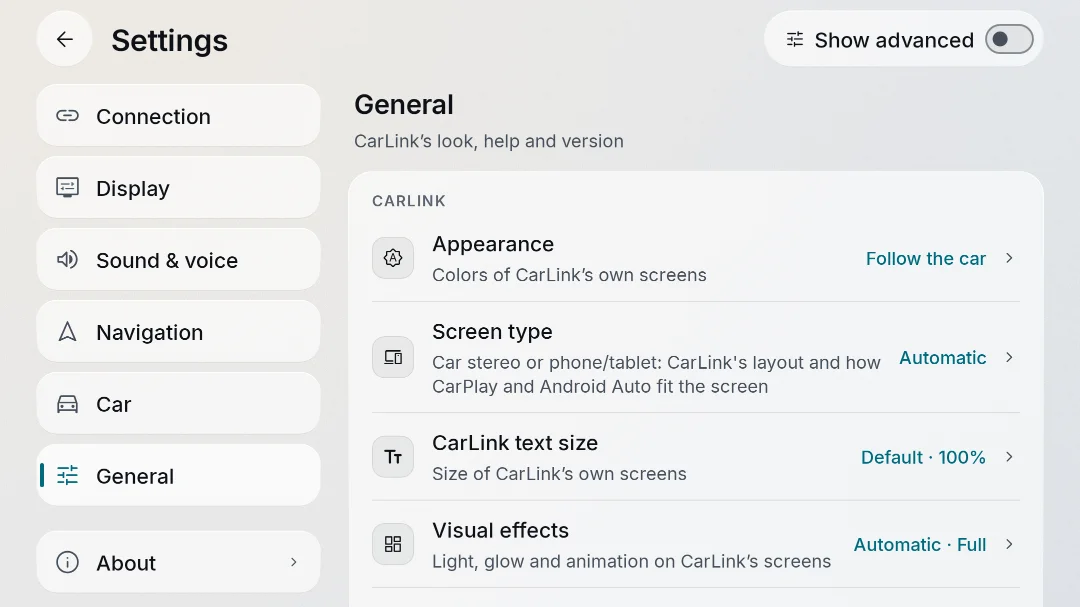 Settings
Show advanced
Connection
Display
Sound & voice
Navigation
Car
General
About
General
CarLink’s look, help and version
CARLINK
Appearance
Colors of CarLink’s own screens
Follow the car
Screen type
Car stereo or phone/tablet: CarLink's layout and how
CarPlay and Android Auto fit the screen
Automatic
CarLink text size
Size of CarLink’s own screens
Default · 100%
Visual effects
Light, glow and animation on CarLink’s screens
Automatic · Full